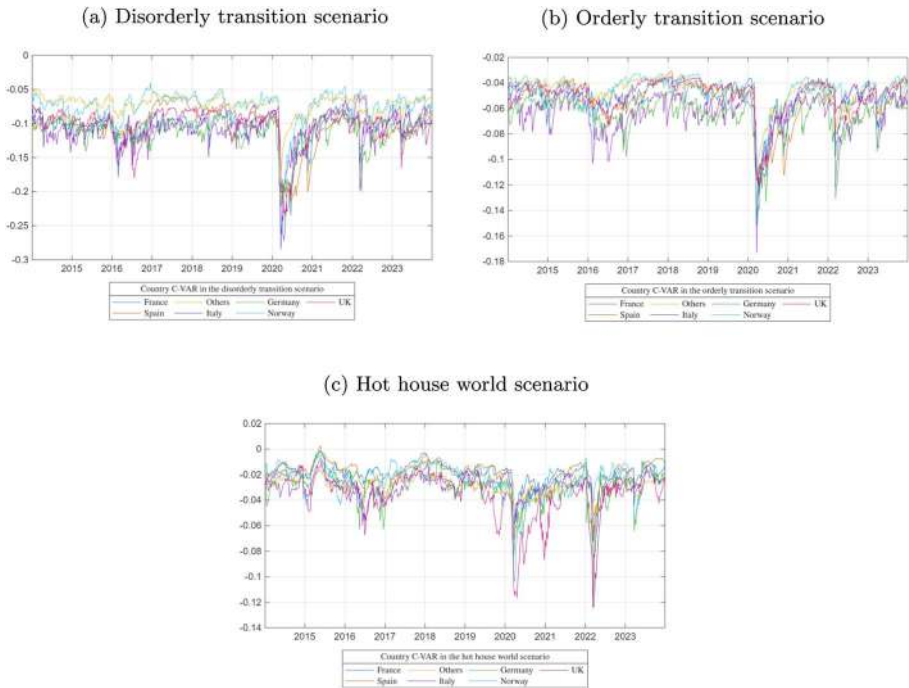 (a) Disorderly transition scenario
0
-0.05
-0.1
-0.15
-0.2
-0.25
-0.3
2015 2016 2017 2018 2019 2020 2021 2022 2023
Country C-VAR in the disorderly transition scenario
France Others Germany UK
Spain Italy Norway
(b) Orderly transition scenario
-0.02
-0.04
-0.06
-0.08
-0.1
-0.12
-0.14
-0.16
-0.18
2015 2016 2017 2018 2019 2020 2021 2022 2023
Country C-VAR in the orderly transition scenario
France Others Germany UK
Spain Italy Norway
(c) Hot house world scenario
0.02
0
-0.02
-0.04
-0.06
-0.08
-0.1
-0.12
-0.14
2015 2016 2017 2018 2019 2020 2021 2022 2023
Country C-VAR in the hot house world scenario
France Others Germany UK
Spain Italy Norway